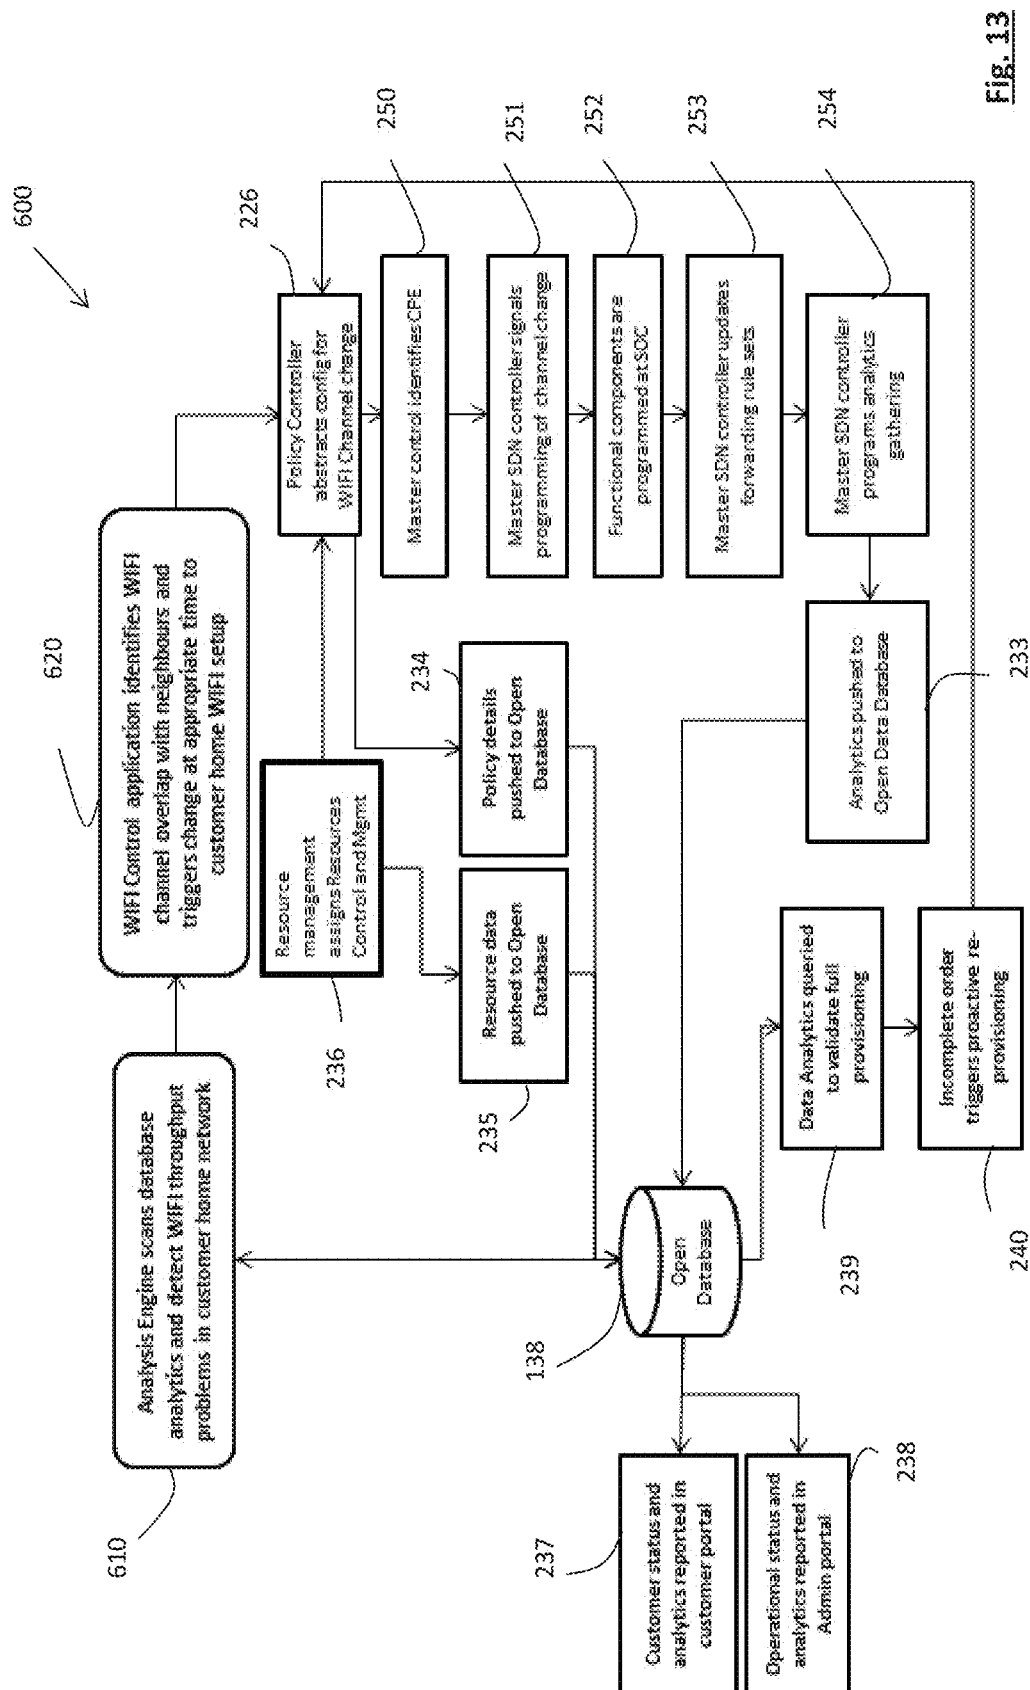 600
610
Analysis Engine scans database
analytics and detect WIFI throughput
problems in customer home network
620
WIFI Control application identifies WIFI
channel overlap with neighbours and
triggers change at appropriate time to
customer home WIFI setup
226
Policy Controller
abstracts config for
WIFI Channel change
236
Resource
management
assigns Resources
Control and Mgmt
250
Master control identifies CPE
235
Resource data
pushed to Open
Database
234
Policy details
pushed to Open
Database
251
Master SDN controller signals
programming of channel change
252
Functional components are
programmed at SOC
253
Master SDN controller updates
forwarding rule sets
254
Master SDN controller
programs analytics
gathering
233
Analytics pushed to
Open Data Database
138
Open
Database
237
Customer status and
analytics reported in
customer portal
238
Operational status and
analytics reported in
Admin portal
239
Data Analytics queried
to validate full
provisioning
240
Incomplete order
triggers proactive re-
provisioning
Fig. 13